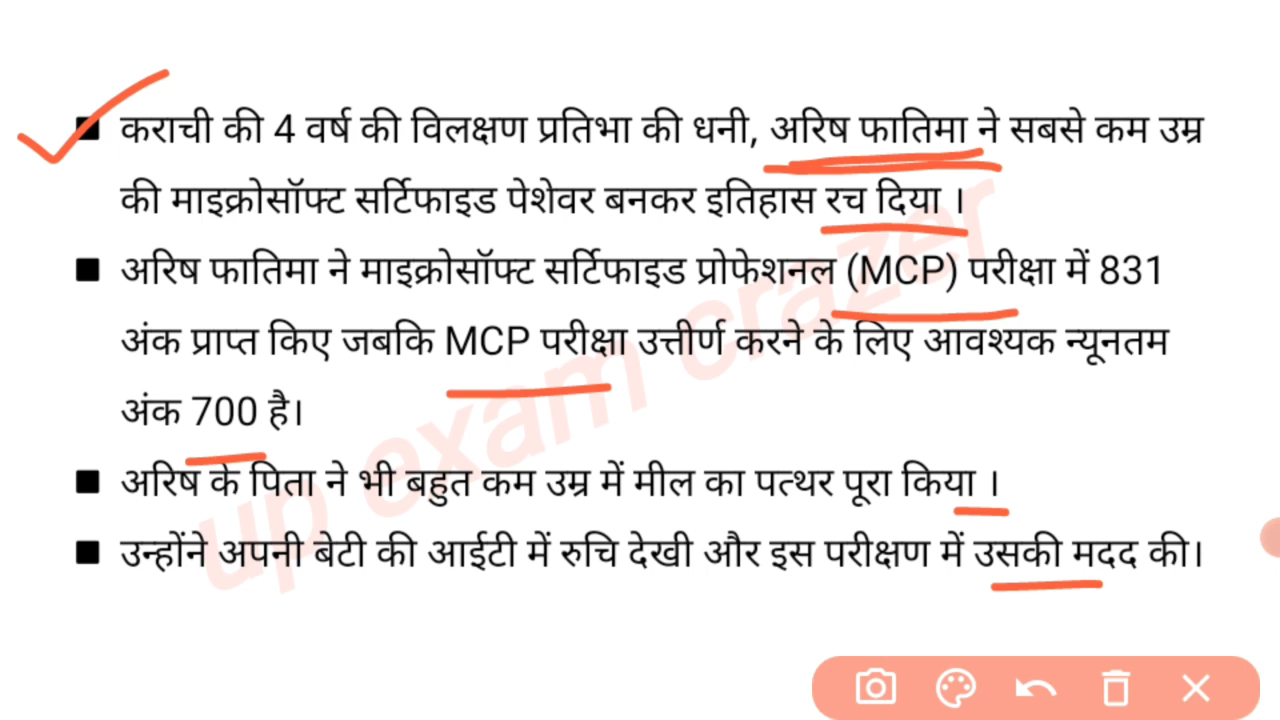 ■ कराची की 4 वर्ष की विलक्षण प्रतिभा की धनी, अरिष फातिमा ने सबसे कम उम्र
की माइक्रोसॉफ्ट सर्टिफाइड पेशेवर बनकर इतिहास रच दिया ।
■ अरिष फातिमा ने माइक्रोसॉफ्ट सर्टिफाइड प्रोफेशनल (MCP) परीक्षा में 831
अंक प्राप्त किए जबकि MCP परीक्षा उत्तीर्ण करने के लिए आवश्यक न्यूनतम
अंक 700 है।
■ अरिष के पिता ने भी बहुत कम उम्र में मील का पत्थर पूरा किया ।
■ उन्होंने अपनी बेटी की आईटी में रुचि देखी और इस परीक्षण में उसकी मदद की।
up exam crazer